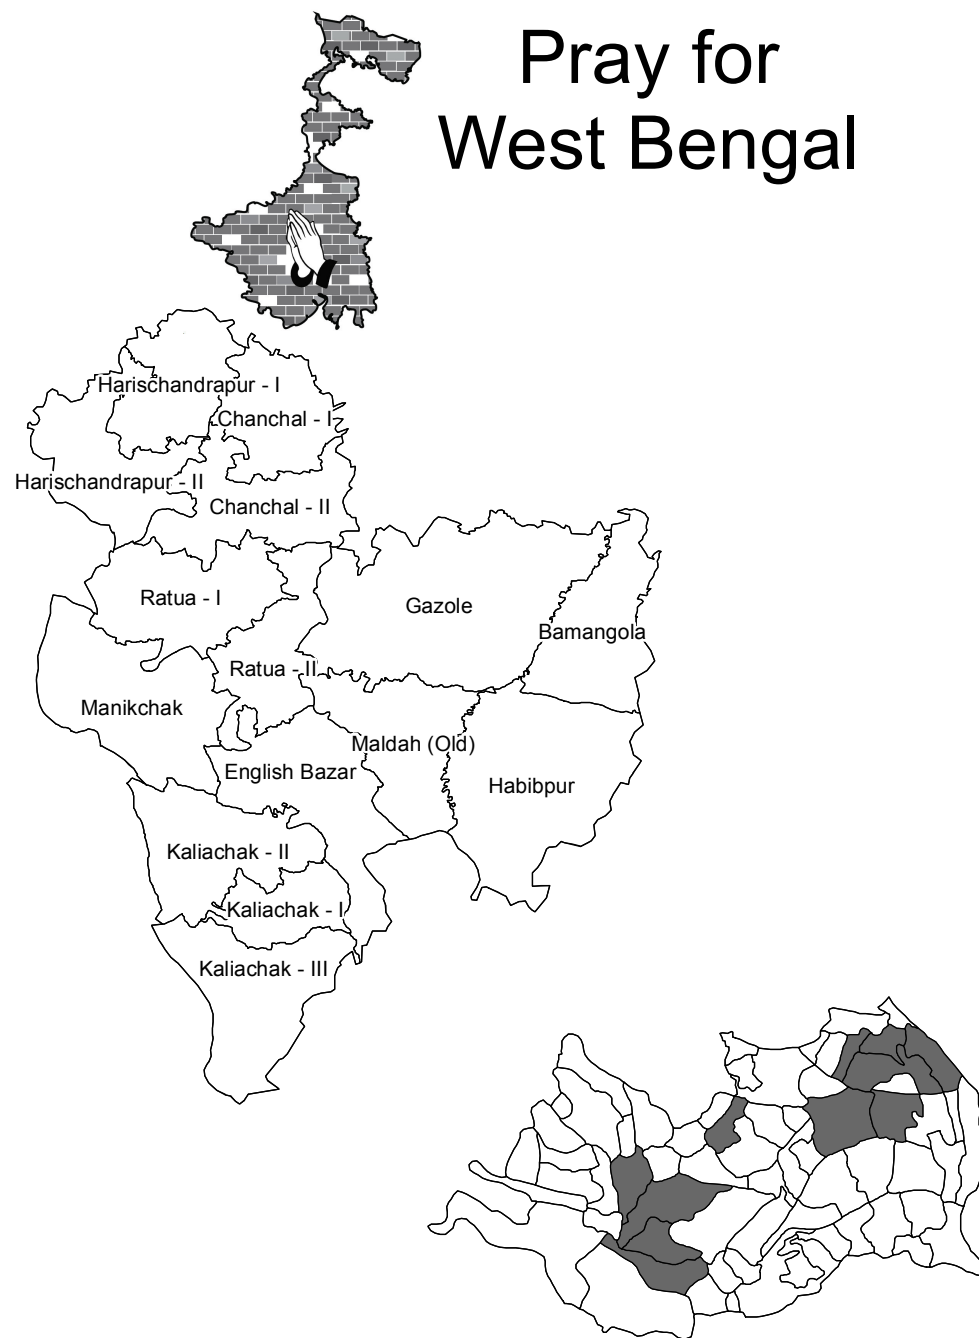 Pray for
West Bengal
Harischandrapur - I
Chanchal - I
Harischandrapur - II
Chanchal - II
Ratua - I
Gazole
Bamangola
Ratua - II
Manikchak
Maldah (Old)
English Bazar
Habibpur
Kaliachak - II
Kaliachak - I
Kaliachak - III